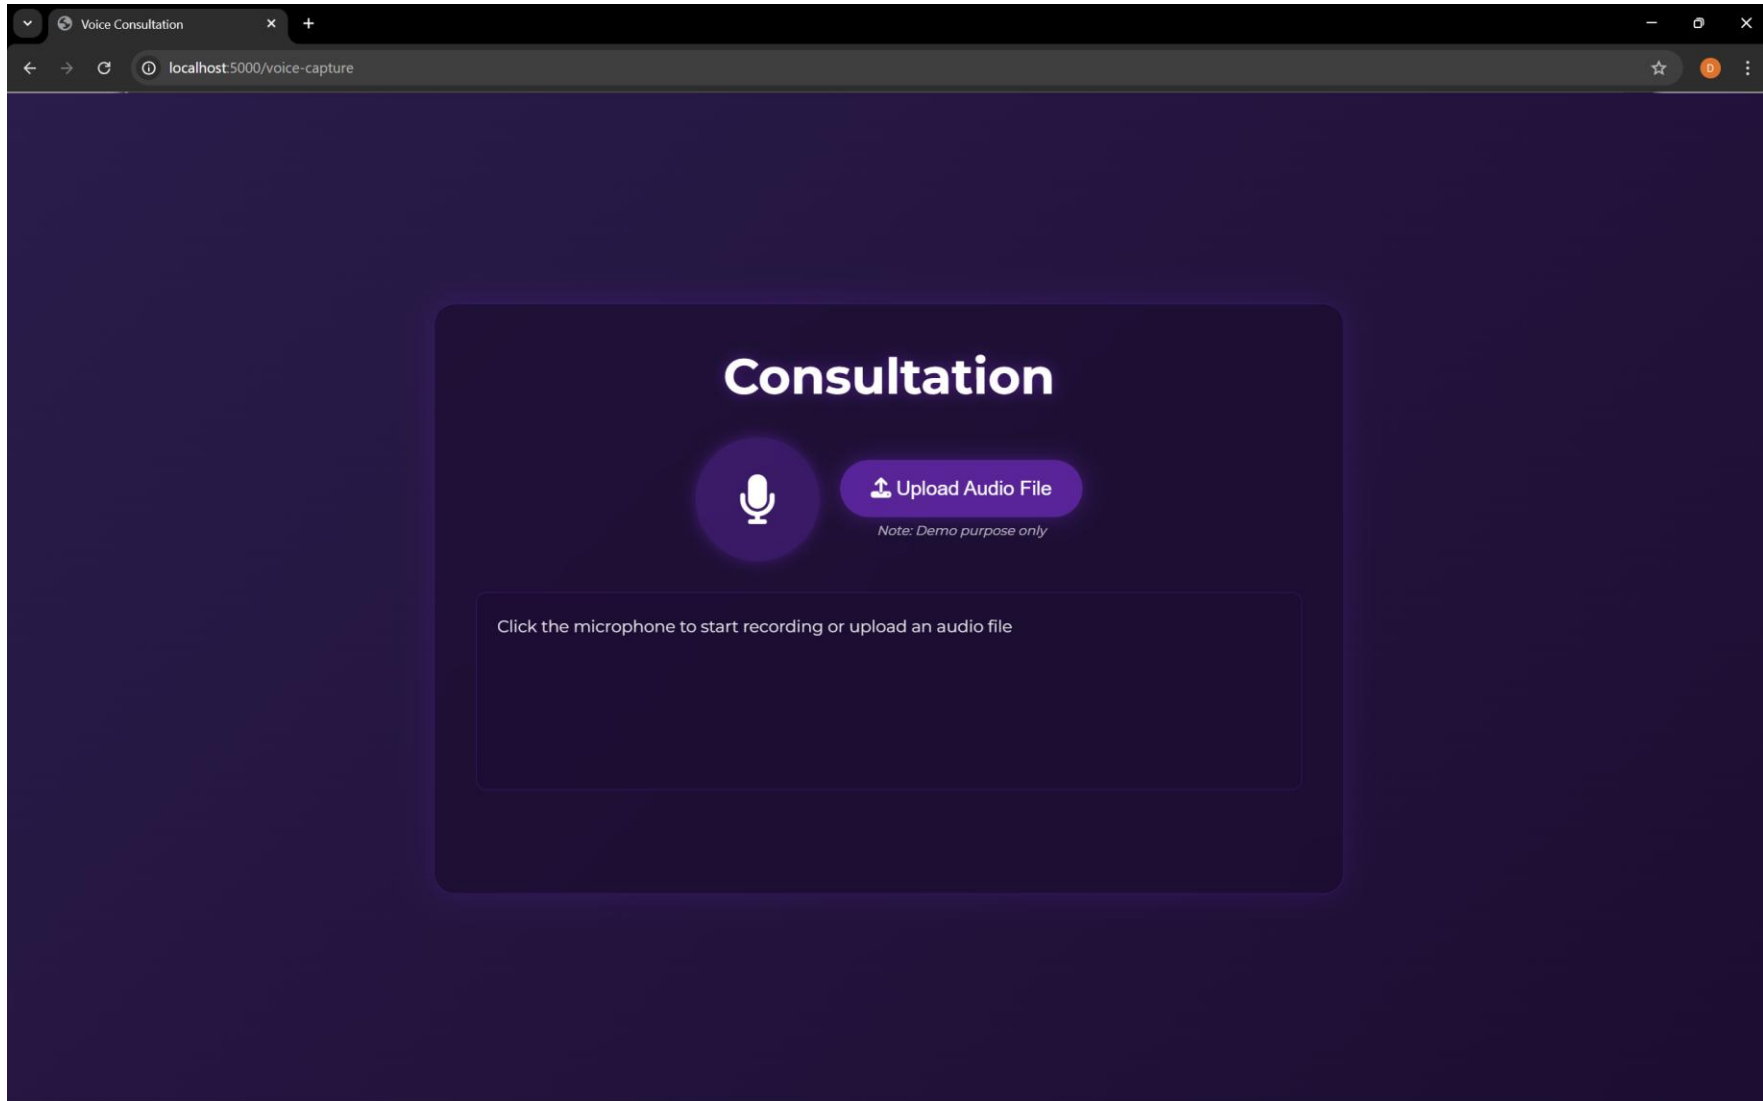 Voice Consultation
localhost:5000/voice-capture
D
Consultation
Upload Audio File
Note: Demo purpose only
Click the microphone to start recording or upload an audio file